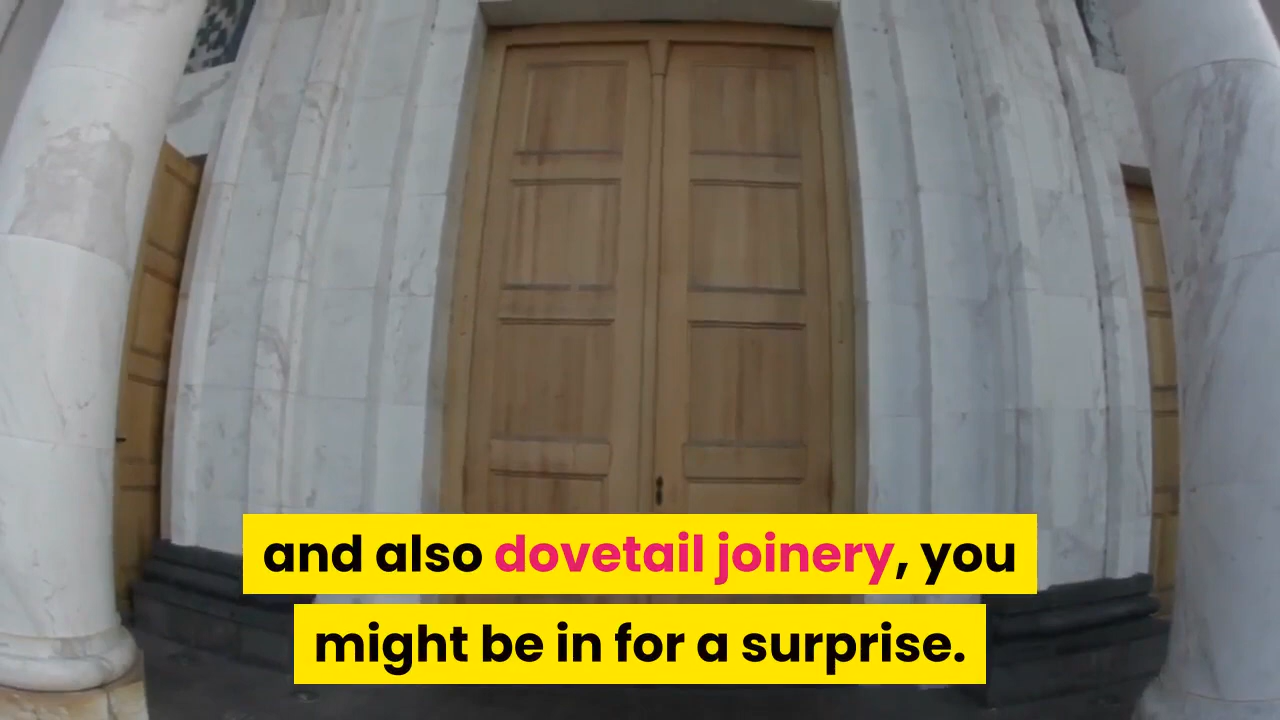 and also dovetail joinery, you
might be in for a surprise.